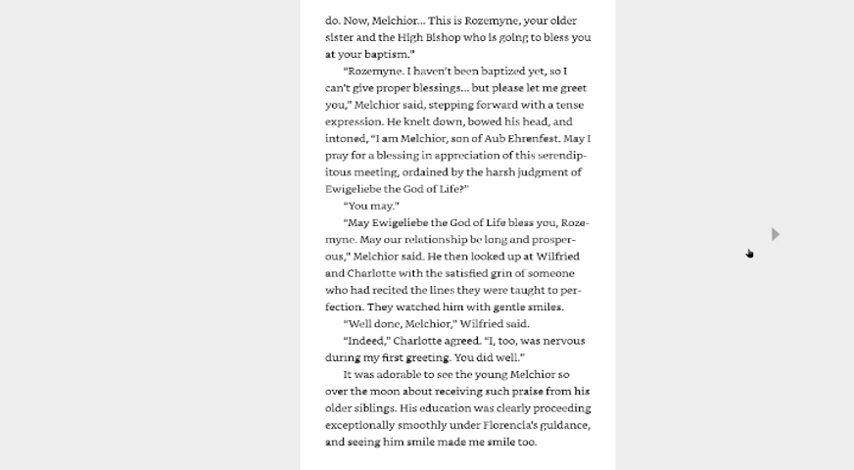 do. Now, Melchior... This is Rozemyne, your older
sister and the High Bishop who is going to bless you
at your baptism."
"Rozemyne. I haven't been baptized yet, so I
can't give proper blessings... but please let me greet
you," Melchior said, stepping forward with a tense
expression. He knelt down, bowed his head, and
intoned, "I am Melchior, son of Aub Ehrenfest. May I
pray for a blessing in appreciation of this serendip-
itous meeting, ordained by the harsh judgment of
Ewigeliebe the God of Life?"
"You may."
"May Ewigeliebe the God of Life bless you, Roze-
myne. May our relationship be long and prosper-
ous," Melchior said. He then looked up at Wilfried
and Charlotte with the satisfied grin of someone
who had recited the lines they were taught to per-
fection. They watched him with gentle smiles.
"Well done, Melchior," Wilfried said.
"Indeed," Charlotte agreed. "I, too, was nervous
during my first greeting. You did well."
It was adorable to see the young Melchior so
over the moon about receiving such praise from his
older siblings. His education was clearly proceeding
exceptionally smoothly under Florencia's guidance,
and seeing him smile made me smile too.